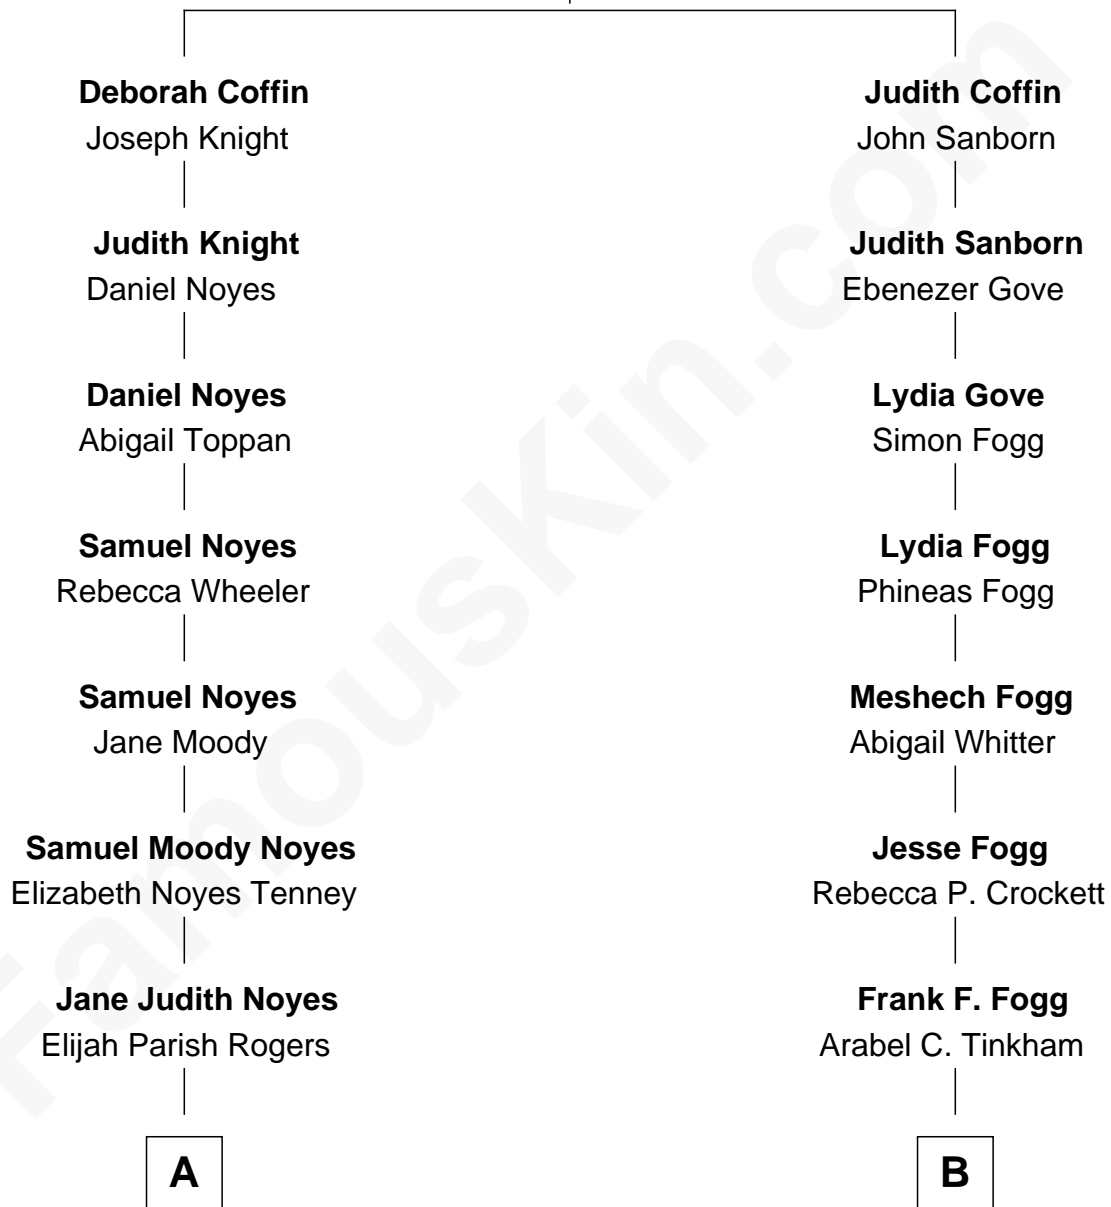 Deborah Coffin
Joseph Knight
Judith Coffin
John Sanborn
Judith Knight
Daniel Noyes
Judith Sanborn
Ebenezer Gove
Daniel Noyes
Abigail Toppan
Lydia Gove
Simon Fogg
Samuel Noyes
Rebecca Wheeler
Lydia Fogg
Phineas Fogg
Samuel Noyes
Jane Moody
Meshech Fogg
Abigail Whitter
Samuel Moody Noyes
Elizabeth Noyes Tenney
Jesse Fogg
Rebecca P. Crockett
Jane Judith Noyes
Elijah Parish Rogers
Frank F. Fogg
Arabel C. Tinkham
A
B
FamousKin.com